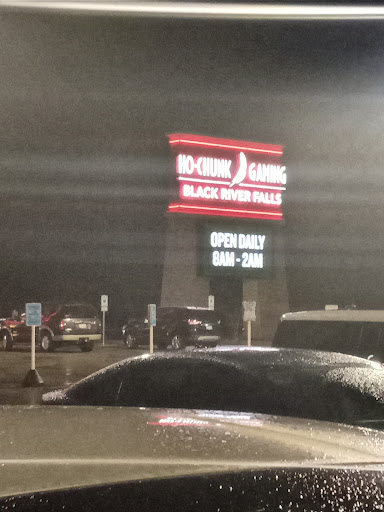 HO-CHUNK GAMING
BLACK RIVER FALLS
OPEN DAILY
8AM - 2AM